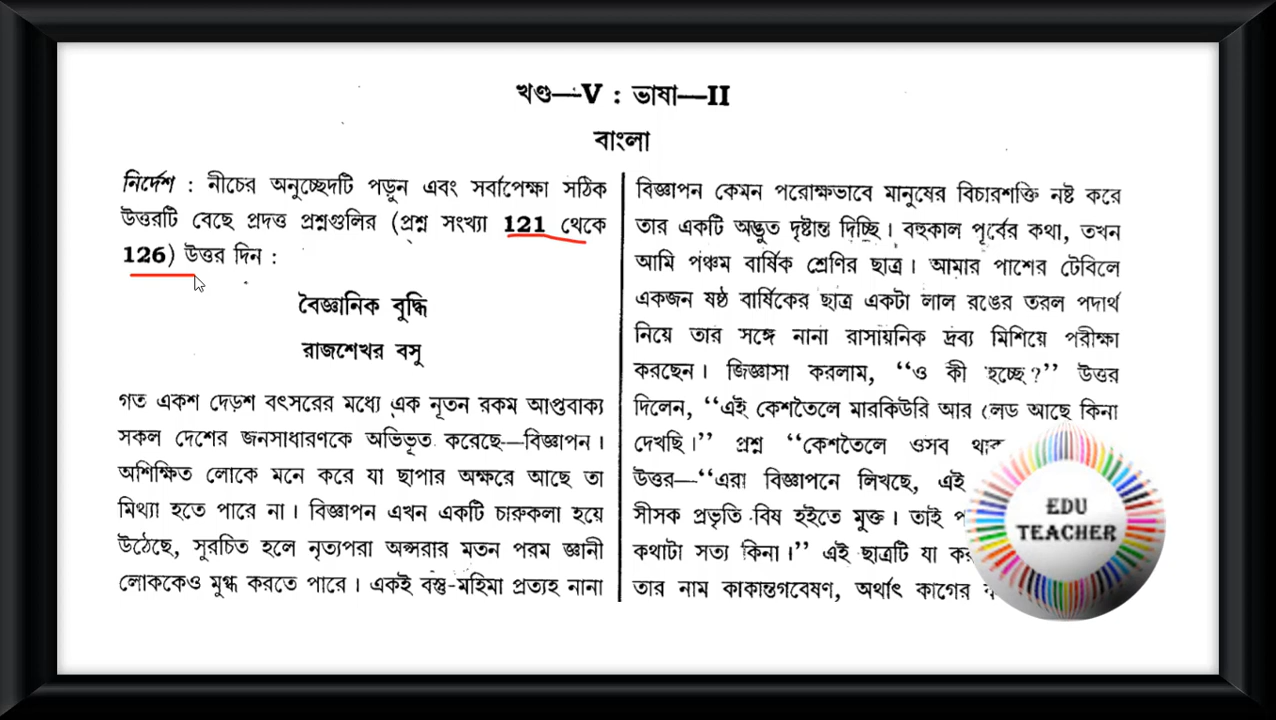 খণ্ড—V : ভাষা—II
বাংলা
নির্দেশ : নীচের অনুচ্ছেদটি পড়ুন এবং সর্বাপেক্ষা সঠিক
উত্তরটি বেছে প্রদত্ত প্রশ্নগুলির (প্রশ্ন সংখ্যা 121 থেকে
126) উত্তর দিন :
বৈজ্ঞানিক বুদ্ধি
রাজশেখর বসু
গত একশ দেড়শ বৎসরের মধ্যে এক নূতন রকম আপ্তবাক্য
সকল দেশের জনসাধারণকে অভিভূত করেছে—বিজ্ঞাপন।
অশিক্ষিত লোকে মনে করে যা ছাপার অক্ষরে আছে তা
মিথ্যা হতে পারে না। বিজ্ঞাপন এখন একটি চারুকলা হয়ে
উঠেছে, সুরচিত হলে নৃত্যপরা অপ্সরার মতন পরম জ্ঞানী
লোককেও মুগ্ধ করতে পারে। একই বস্তু-মহিমা প্রত্যহ নানা
বিজ্ঞাপন কেমন পরোক্ষভাবে মানুষের বিচারশক্তি নষ্ট করে
তার একটি অদ্ভুত দৃষ্টান্ত দিচ্ছি। বহুকাল পূর্বের কথা, তখন
আমি পঞ্চম বার্ষিক শ্রেণির ছাত্র। আমার পাশের টেবিলে
একজন ষষ্ঠ বার্ষিকের ছাত্র একটা লাল রঙের তরল পদার্থ
নিয়ে তার সঙ্গে নানা রাসায়নিক দ্রব্য মিশিয়ে পরীক্ষা
করছেন। জিজ্ঞাসা করলাম, “ও কী হচ্ছে?” উত্তর
দিলেন, “এই কেশতৈলে মারকিউরি আর লেড আছে কিনা
দেখছি।” প্রশ্ন “কেশতৈলে ওসব
উত্তর—“এরা বিজ্ঞাপনে লিখছে, এই
সীসক প্রভৃতি বিষ হইতে মুক্ত। তাই
কথাটা সত্য কিনা।” এই ছাত্রটি যা
তার নাম কাকান্তগবেষণ, অর্থাৎ কাগের
EDU
TEACHER